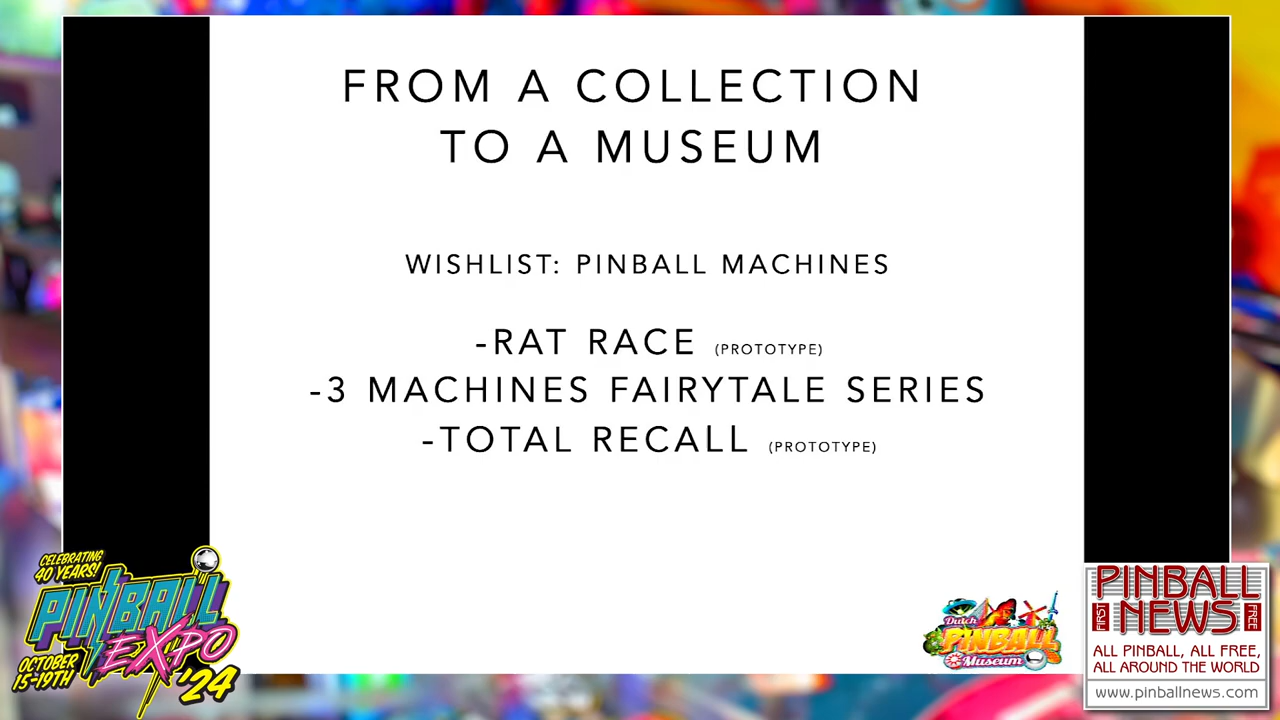 FROM A COLLECTION
TO A MUSEUM
WISHLIST: PINBALL MACHINES
-RAT RACE (PROTOTYPE)
-3 MACHINES FAIRYTALE SERIES
-TOTAL RECALL (PROTOTYPE)
CELEBRATING
40 YEARS!
PINBALL
EXPO
OCTOBER
15-19TH
'24
Dutch
PINBALL
Museum
PINBALL
FIRST NEWS FREE
ALL PINBALL, ALL FREE,
ALL AROUND THE WORLD
www.pinballnews.com